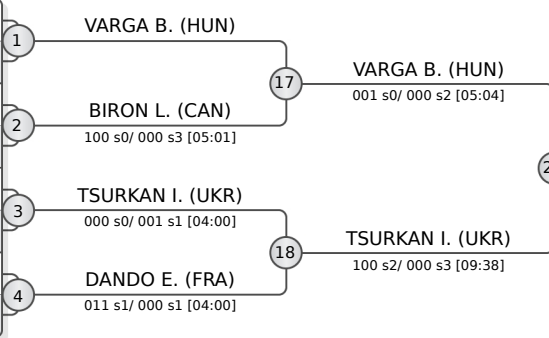 VARGA B. (HUN)
1
17
VARGA B. (HUN)
001 s0/ 000 s2 [05:04]
BIRON L. (CAN)
2
100 s0/ 000 s3 [05:01]
TSURKAN I. (UKR)
3
000 s0/ 001 s1 [04:00]
18
TSURKAN I. (UKR)
100 s2/ 000 s3 [09:38]
DANDO E. (FRA)
4
011 s1/ 000 s1 [04:00]